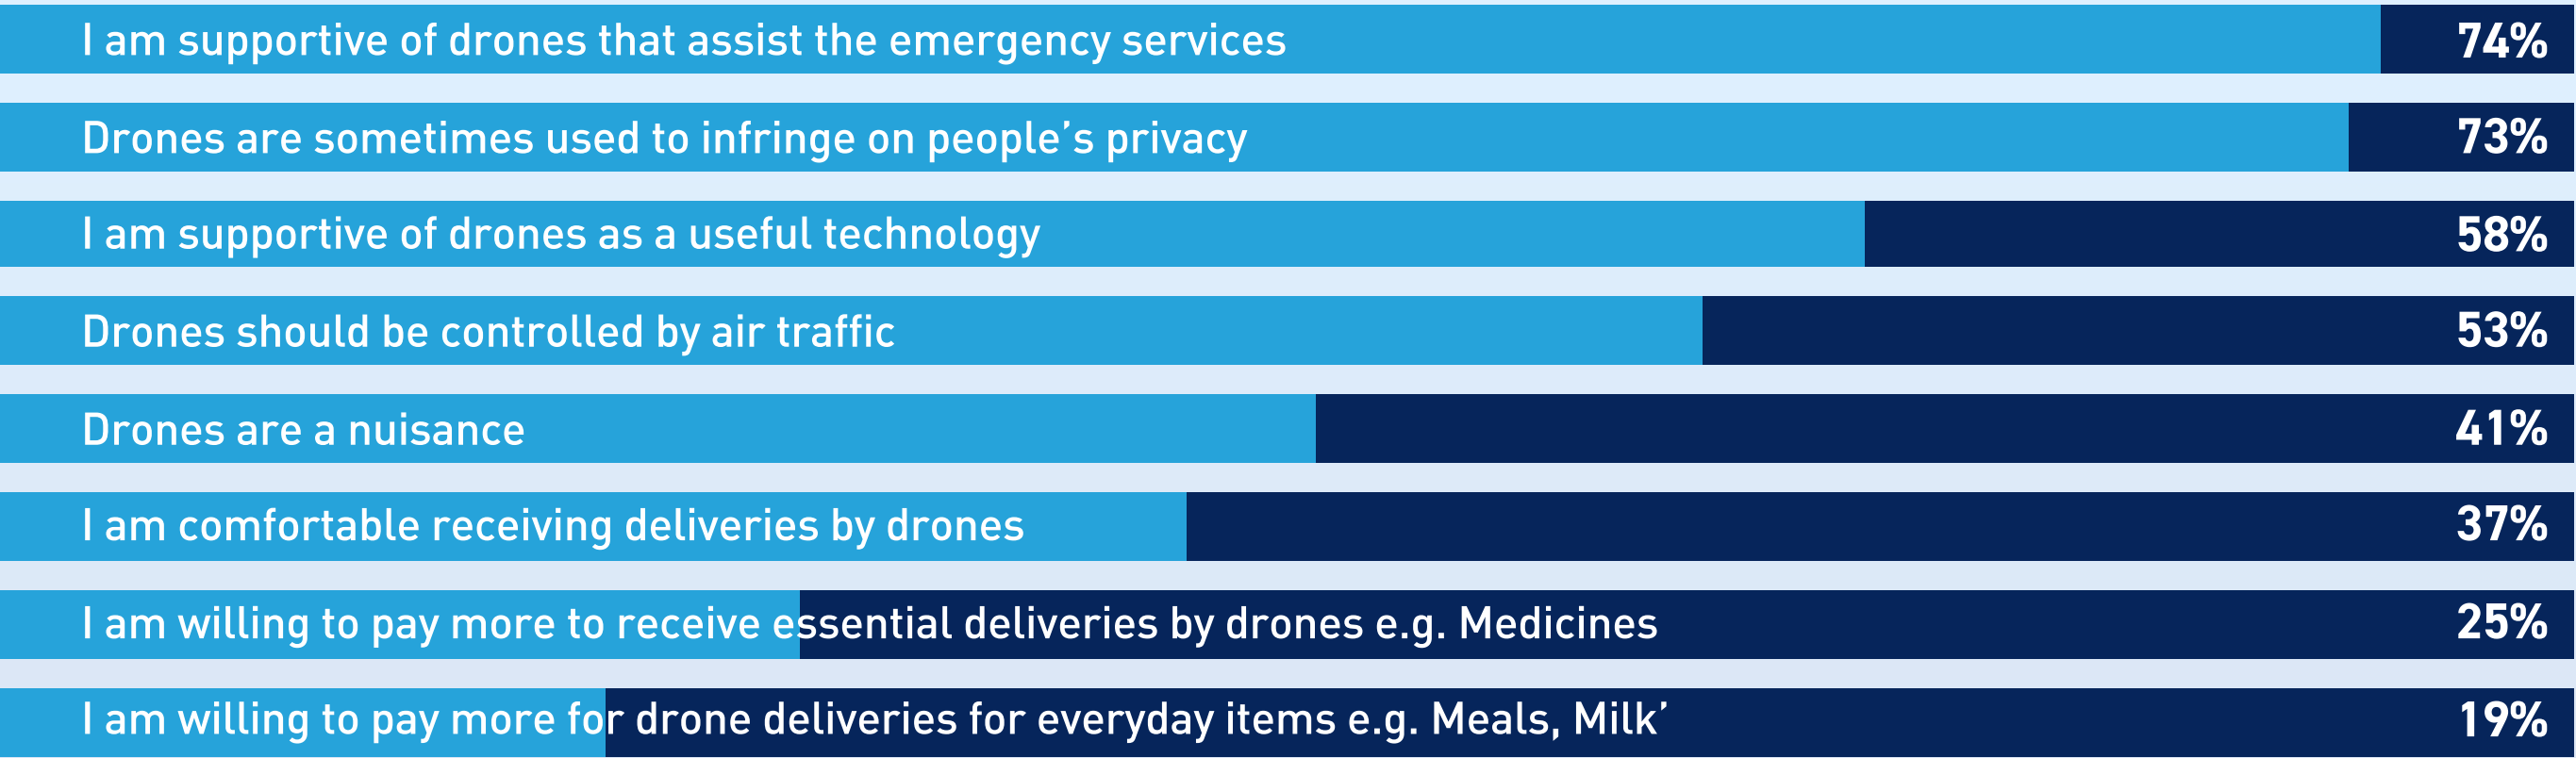 I am supportive of drones that assist the emergency services 74%
Drones are sometimes used to infringe on people’s privacy 73%
I am supportive of drones as a useful technology 58%
Drones should be controlled by air traffic 53%
Drones are a nuisance 41%
I am comfortable receiving deliveries by drones 37%
I am willing to pay more to receive essential deliveries by drones e.g. Medicines 25%
I am willing to pay more for drone deliveries for everyday items e.g. Meals, Milk’ 19%